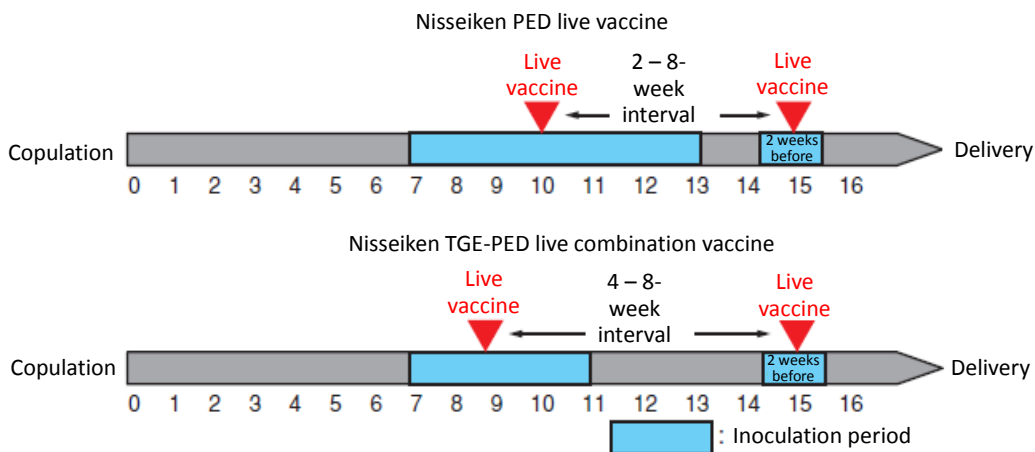 Nisseiken PED live vaccine
Live
vaccine
2 – 8-
week
interval
Live
vaccine
Copulation
2 weeks
before
Delivery
0 1 2 3 4 5 6 7 8 9 10 11 12 13 14 15 16
Nisseiken TGE-PED live combination vaccine
Live
vaccine
4 – 8-
week
interval
Live
vaccine
Copulation
2 weeks
before
Delivery
0 1 2 3 4 5 6 7 8 9 10 11 12 13 14 15 16
: Inoculation period